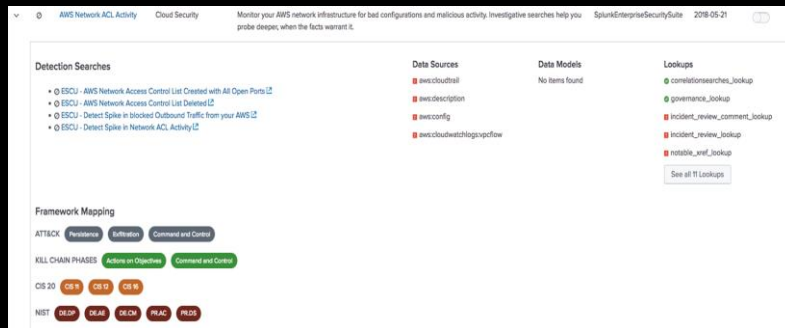 AWS Network ACL Activity Cloud Security Monitor your AWS network infrastructure for bad configurations and malicious activity. Investigative searches help you SplunkEnterpriseSecuritySuite 2018-05-21
probe deeper, when the facts warrant it.
Detection Searches
ESCU - AWS Network Access Control List Created with All Open Ports
ESCU - AWS Network Access Control List Deleted
ESCU - Detect Spike in blocked Outbound Traffic from your AWS
ESCU - Detect Spike in Network ACL Activity
Data Sources
aws:cloudtrail
aws:description
aws:config
aws:cloudwatchlogs:vpcflow
Data Models
No items found
Lookups
correlationsearches_lookup
governance_lookup
incident_review_comment_lookup
incident_review_lookup
notable_xref_lookup
See all 11 Lookups
Framework Mapping
ATT&CK Persistence Exfiltration Command and Control
KILL CHAIN PHASES Actions on Objectives Command and Control
CIS 20 CIS 11 CIS 12 CIS 16
NIST DE.DP DE.AE DE.CM PR.AC PR.DS